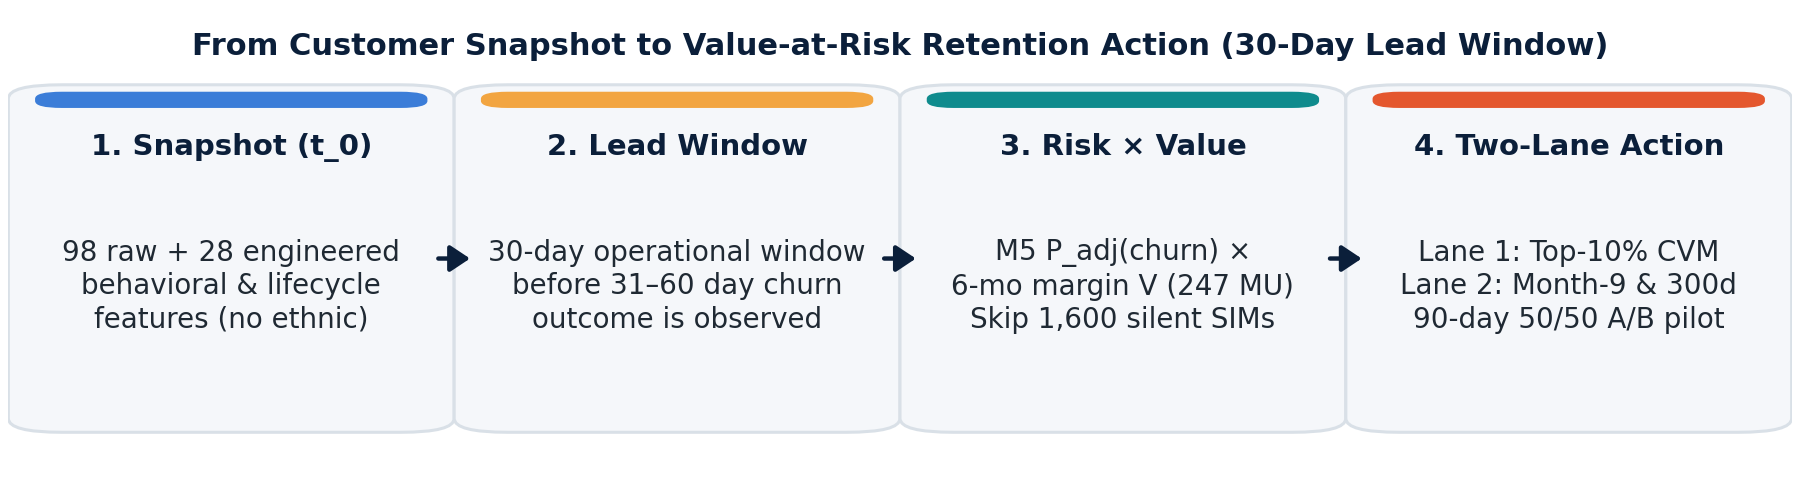 From Customer Snapshot to Value-at-Risk Retention Action (30-Day Lead Window)
1. Snapshot (t_0)
98 raw + 28 engineered
behavioral & lifecycle
features (no ethnic)
2. Lead Window
30-day operational window
before 31–60 day churn
outcome is observed
3. Risk × Value
M5 P_adj(churn) ×
6-mo margin V (247 MU)
Skip 1,600 silent SIMs
4. Two-Lane Action
Lane 1: Top-10% CVM
Lane 2: Month-9 & 300d
90-day 50/50 A/B pilot